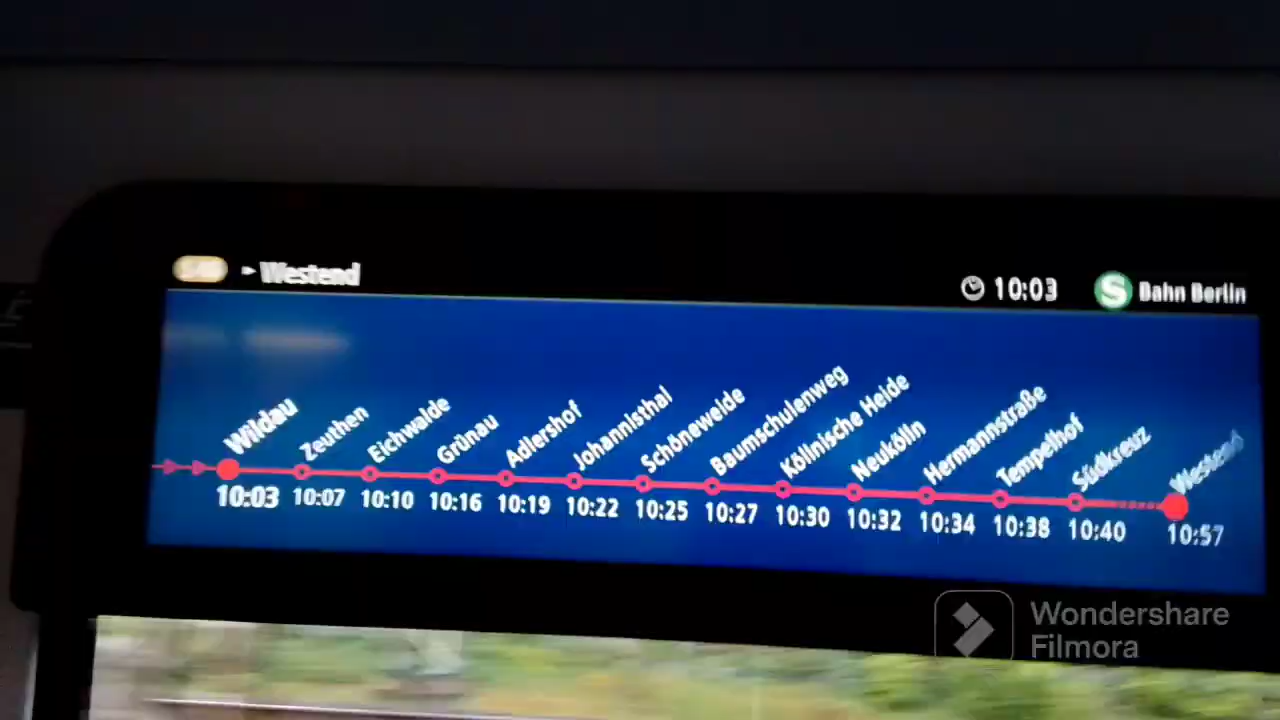 ▸ Westend
10:03
S Bahn Berlin
Wildau
Zeuthen
Eichwalde
Grünau
Adlershof
Johannisthal
Schöneweide
Baumschulenweg
Köllnische Heide
Neukölln
Hermannstraße
Tempelhof
Südkreuz
Westend
10:03 10:07 10:10 10:16 10:19 10:22 10:25 10:27 10:30 10:32 10:34 10:38 10:40 10:57
Wondershare
Filmora